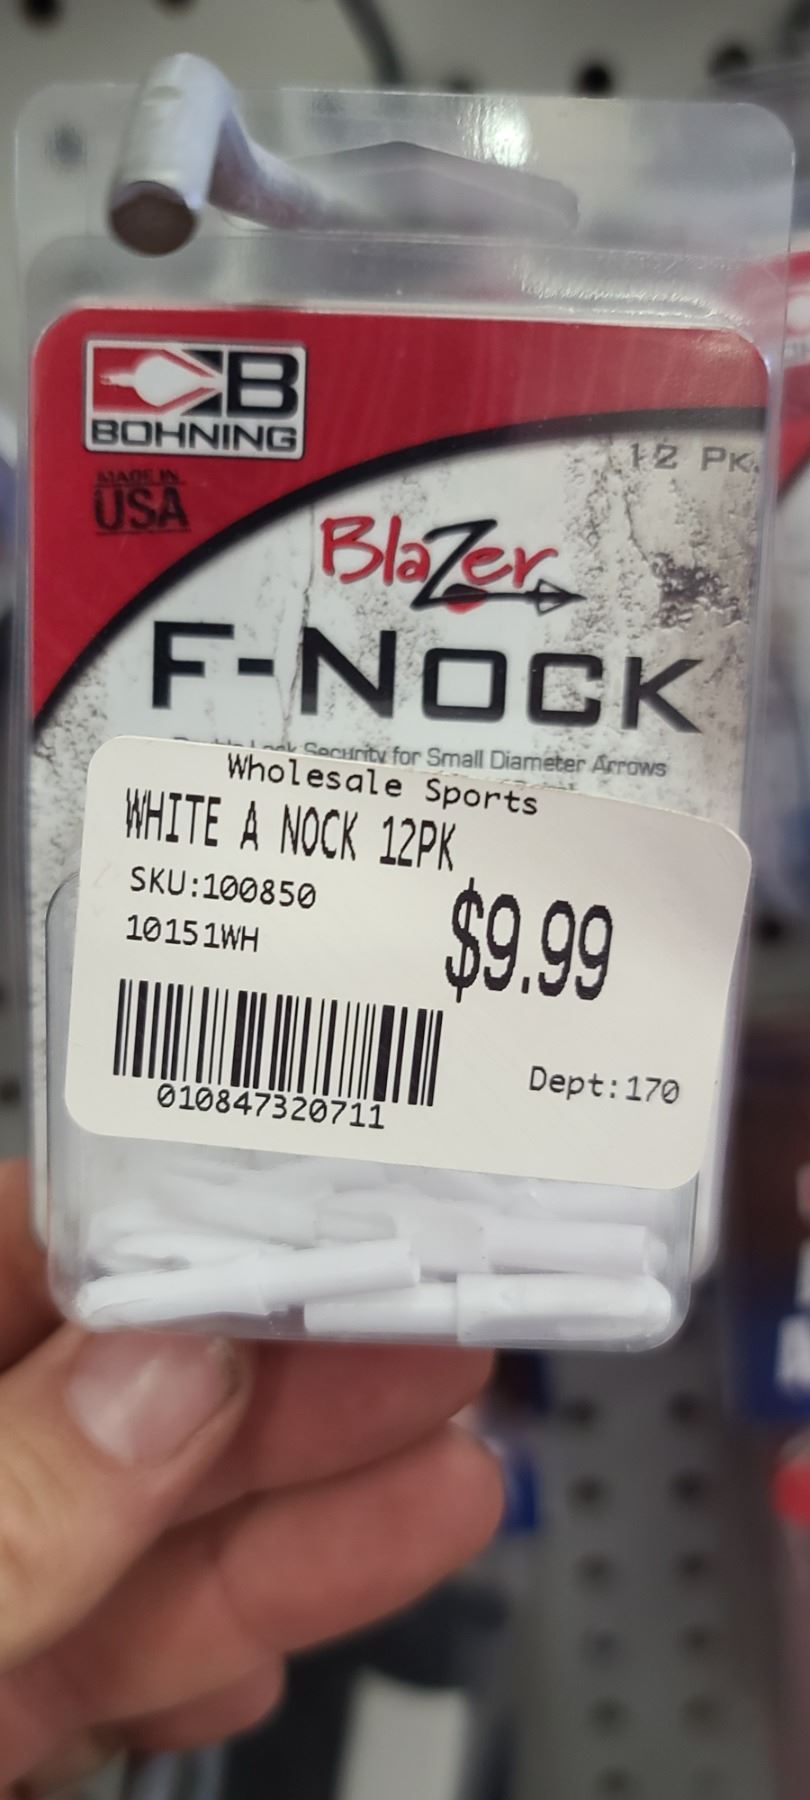 B
BOHNING
MADE IN
USA
12 PK.
BlaZer
F-NOCK
Security for Small Diameter Arrows
Wholesale Sports
WHITE A NOCK 12PK
SKU:100850
10151WH
$9.99
Dept:170
010847320711